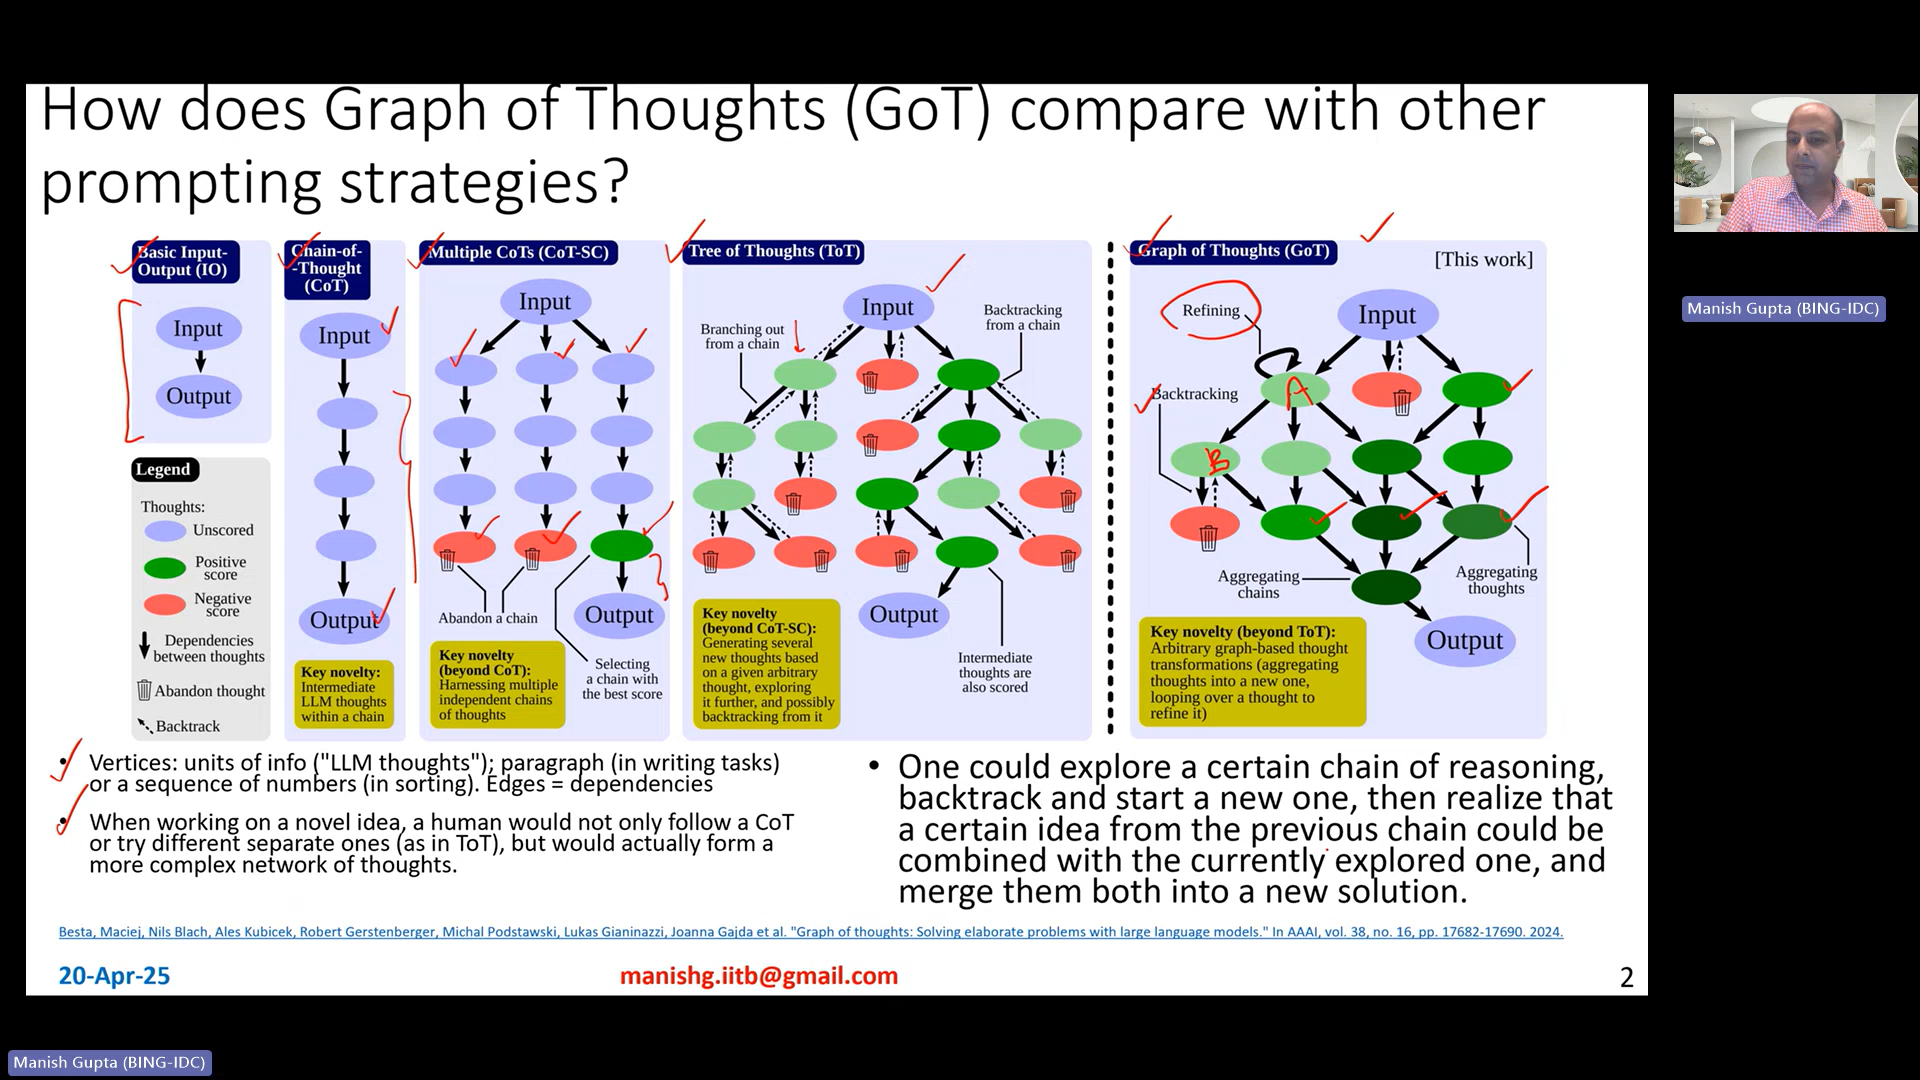 How does Graph of Thoughts (GoT) compare with other
prompting strategies?
Basic Input-
Output (IO)
Input
Output
Legend
Thoughts:
Unscored
Positive
score
Negative
score
Dependencies
between thoughts
Abandon thought
Backtrack
Chain-of-
-Thought
(CoT)
Input
Output
Key novelty:
Intermediate
LLM thoughts
within a chain
Multiple CoTs (CoT-SC)
Input
Abandon a chain
Output
Key novelty
(beyond CoT):
Harnessing multiple
independent chains
of thoughts
Selecting
a chain with
the best score
Tree of Thoughts (ToT)
Input
Branching out
from a chain
Backtracking
from a chain
Key novelty
(beyond CoT-SC):
Generating several
new thoughts based
on a given arbitrary
thought, exploring
it further, and possibly
backtracking from it
Output
Intermediate
thoughts are
also scored
Graph of Thoughts (GoT)
[This work]
Refining
Input
A
Backtracking
B
Aggregating
chains
Aggregating
thoughts
Key novelty (beyond ToT):
Arbitrary graph-based thought
transformations (aggregating
thoughts into a new one,
looping over a thought to
refine it)
Output
• Vertices: units of info ("LLM thoughts"); paragraph (in writing tasks)
or a sequence of numbers (in sorting). Edges = dependencies
• When working on a novel idea, a human would not only follow a CoT
or try different separate ones (as in ToT), but would actually form a
more complex network of thoughts.
• One could explore a certain chain of reasoning,
backtrack and start a new one, then realize that
a certain idea from the previous chain could be
combined with the currently explored one, and
merge them both into a new solution.
Besta, Maciej, Nils Blach, Ales Kubicek, Robert Gerstenberger, Michal Podstawski, Lukas Gianinazzi, Joanna Gajda et al. "Graph of thoughts: Solving elaborate problems with large language models." In AAAI, vol. 38, no. 16, pp. 17682-17690. 2024.
20-Apr-25
manishg.iitb@gmail.com
2
Manish Gupta (BING-IDC)
Manish Gupta (BING-IDC)